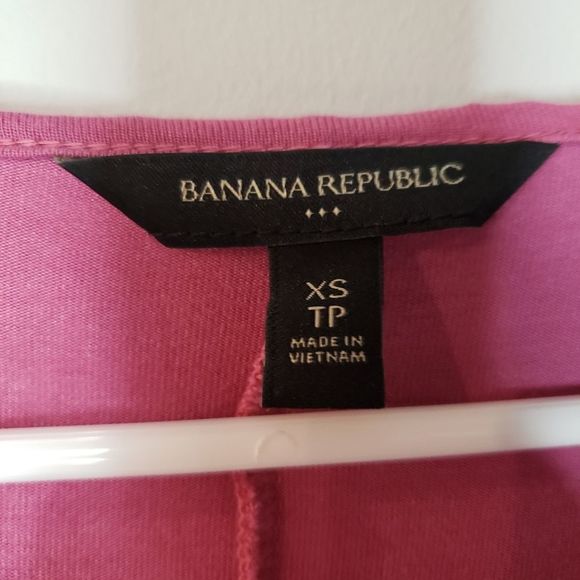 BANANA REPUBLIC
XS
TP
MADE IN
VIETNAM